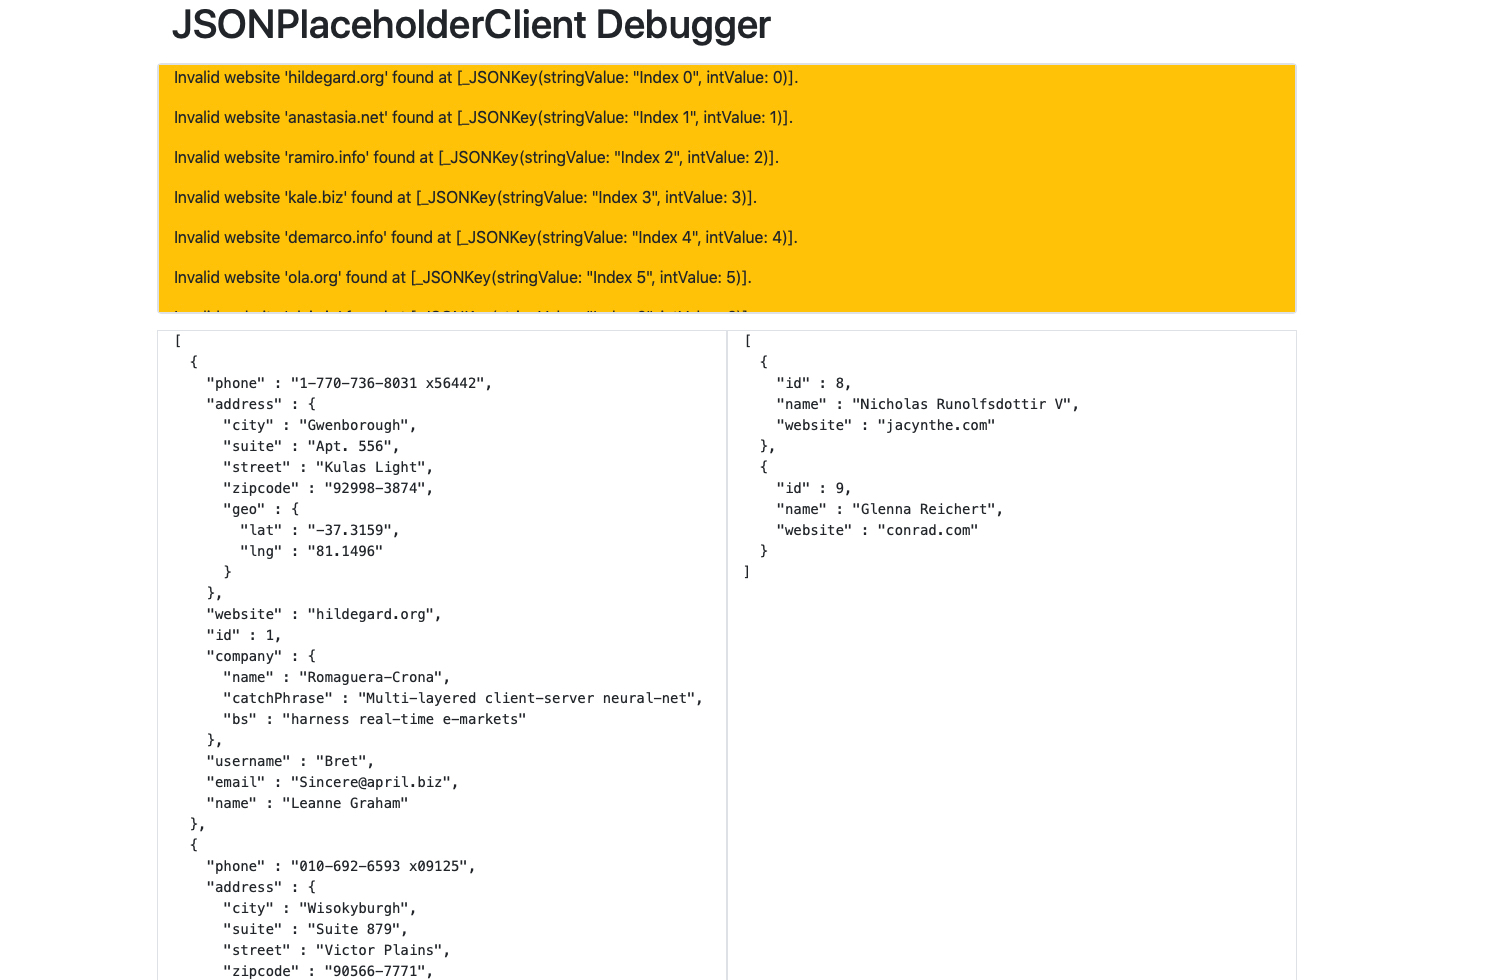 JSONPlaceholderClient Debugger
Invalid website 'hildegard.org' found at [_JSONKey(stringValue: "Index 0", intValue: 0)].
Invalid website 'anastasia.net' found at [_JSONKey(stringValue: "Index 1", intValue: 1)].
Invalid website 'ramiro.info' found at [_JSONKey(stringValue: "Index 2", intValue: 2)].
Invalid website 'kale.biz' found at [_JSONKey(stringValue: "Index 3", intValue: 3)].
Invalid website 'demarco.info' found at [_JSONKey(stringValue: "Index 4", intValue: 4)].
Invalid website 'ola.org' found at [_JSONKey(stringValue: "Index 5", intValue: 5)].
[
  {
    "phone" : "1-770-736-8031 x56442",
    "address" : {
      "city" : "Gwenborough",
      "suite" : "Apt. 556",
      "street" : "Kulas Light",
      "zipcode" : "92998-3874",
      "geo" : {
        "lat" : "-37.3159",
        "lng" : "81.1496"
      }
    },
    "website" : "hildegard.org",
    "id" : 1,
    "company" : {
      "name" : "Romaguera-Crona",
      "catchPhrase" : "Multi-layered client-server neural-net",
      "bs" : "harness real-time e-markets"
    },
    "username" : "Bret",
    "email" : "Sincere@april.biz",
    "name" : "Leanne Graham"
  },
  {
    "phone" : "010-692-6593 x09125",
    "address" : {
      "city" : "Wisokyburgh",
      "suite" : "Suite 879",
      "street" : "Victor Plains",
      "zipcode" : "90566-7771",
[
  {
    "id" : 8,
    "name" : "Nicholas Runolfsdottir V",
    "website" : "jacynthe.com"
  },
  {
    "id" : 9,
    "name" : "Glenna Reichert",
    "website" : "conrad.com"
  }
]